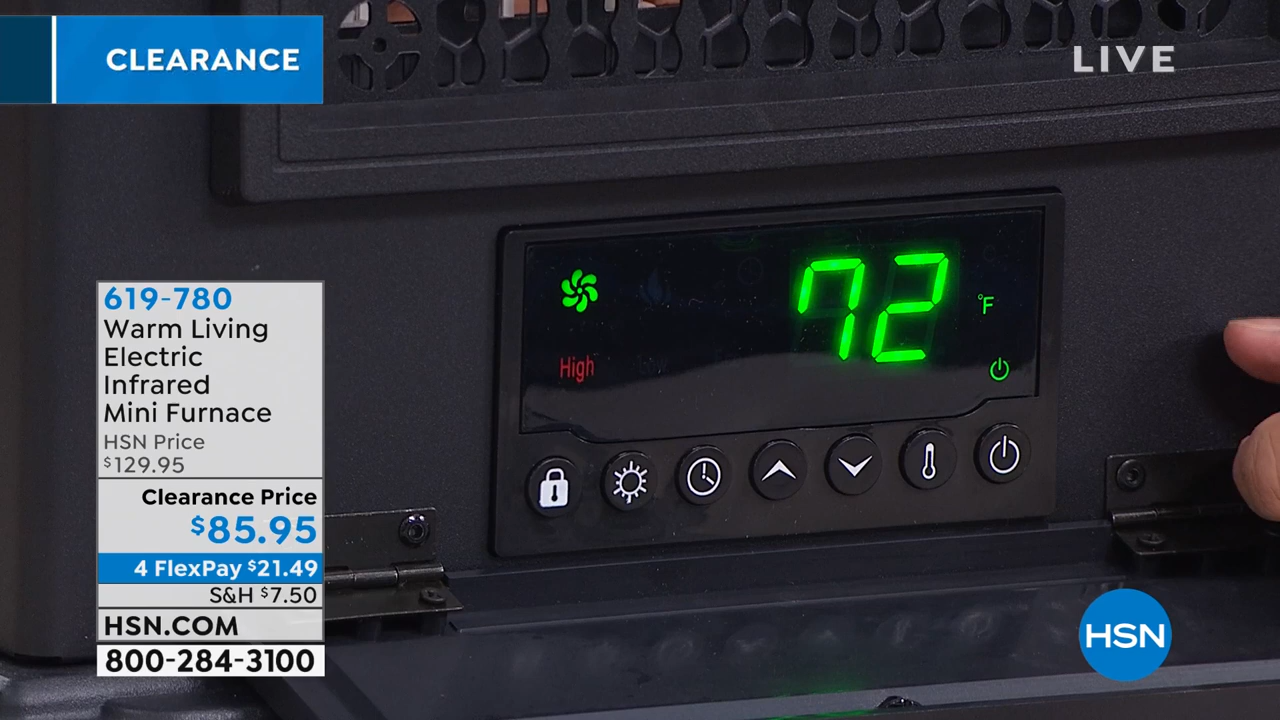 CLEARANCE
LIVE
619-780
Warm Living
Electric
Infrared
Mini Furnace
HSN Price
$129.95
Clearance Price
$85.95
4 FlexPay $21.49
S&H $7.50
HSN.COM
800-284-3100
72
°F
High
HSN